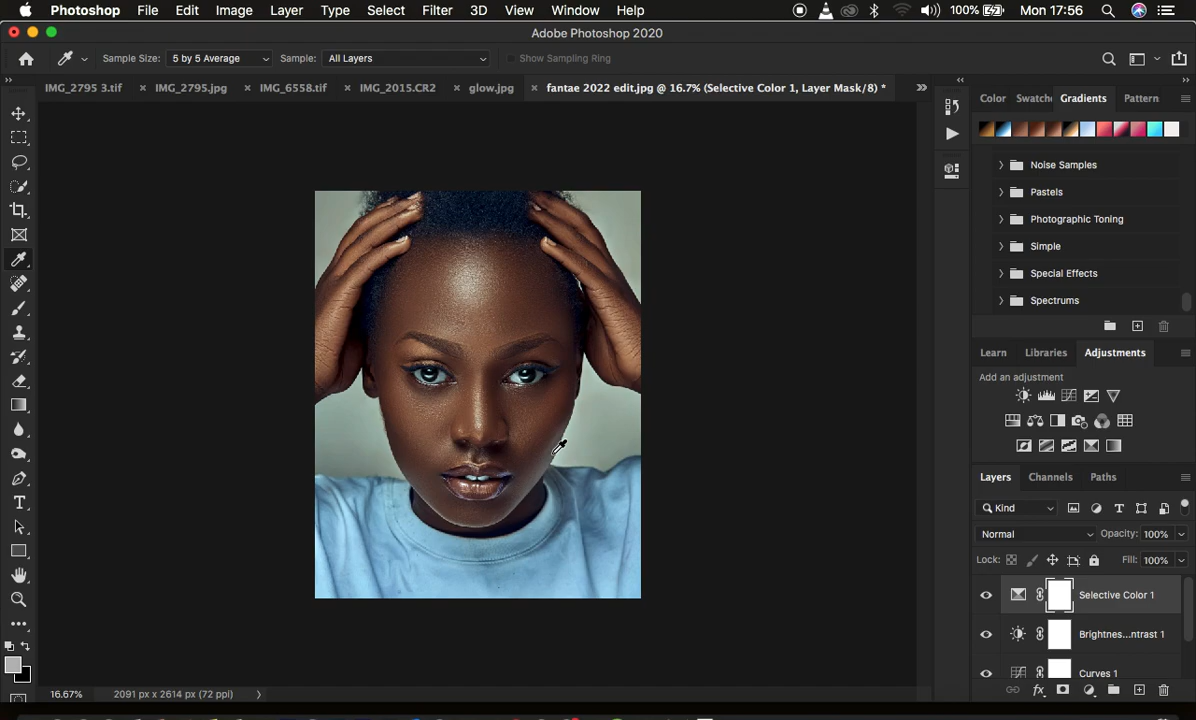 Photoshop File Edit Image Layer Type Select Filter 3D View Window Help 100% Mon 17:56
Adobe Photoshop 2020
Sample Size: 5 by 5 Average Sample: All Layers Show Sampling Ring
IMG_2795 3.tif IMG_2795.jpg IMG_6558.tif IMG_2015.CR2 glow.jpg fantae 2022 edit.jpg @ 16.7% (Selective Color 1, Layer Mask/8) *
Color Swatche Gradients Pattern
Noise Samples
Pastels
Photographic Toning
Simple
Special Effects
Spectrums
Learn Libraries Adjustments
Add an adjustment
Layers Channels Paths
Kind
Normal Opacity: 100%
Lock: Fill: 100%
Selective Color 1
Brightnes...ntrast 1
Curves 1
16.67% 2091 px x 2614 px (72 ppi)